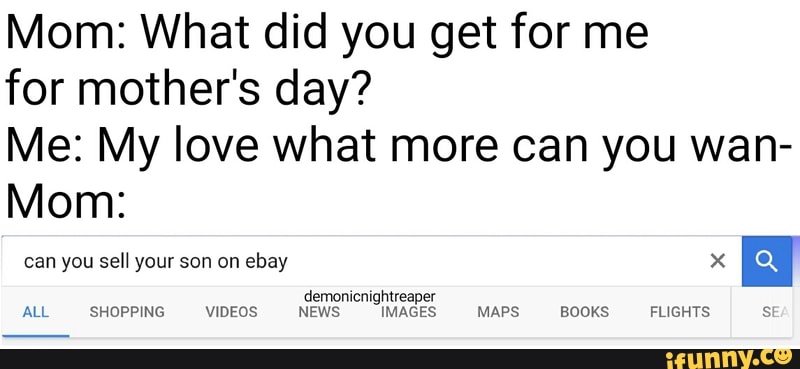 Mom: What did you get for me
for mother's day?
Me: My love what more can you wan-
Mom:
can you sell your son on ebay
demonicnightreaper
ALL SHOPPING VIDEOS NEWS IMAGES MAPS BOOKS FLIGHTS SEA
ifunny.co